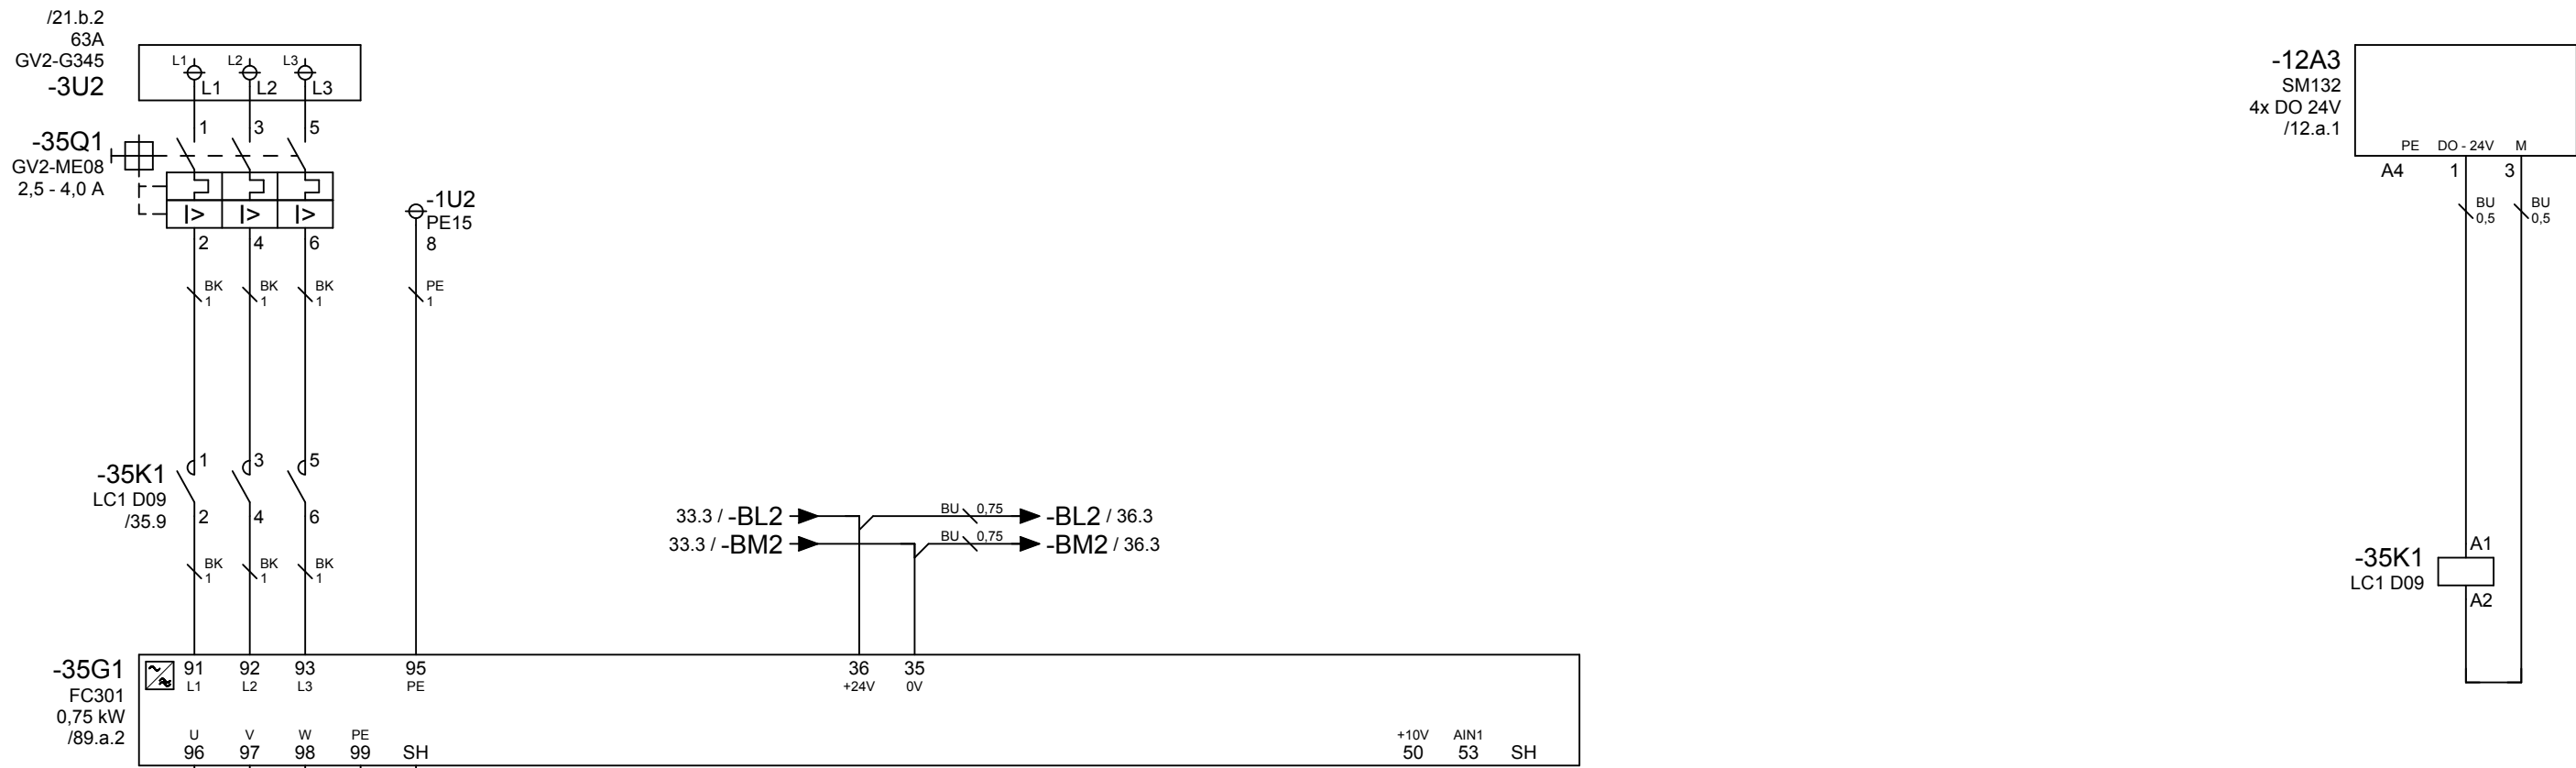 /21.b.2
63A
GV2-G345
-3U2
L1 L2 L3
L1 L2 L3
-35Q1
GV2-ME08
2,5 - 4,0 A
1 3 5
I> I> I>
2 4 6
-1U2
PE15
8
BK BK BK PE
1 1 1 1
-35K1
LC1 D09
/35.9
1 3 5
2 4 6
BK BK BK
1 1 1
33.3 / -BL2 BU 0,75 -BL2 / 36.3
33.3 / -BM2 BU 0,75 -BM2 / 36.3
-35G1
FC301
0,75 kW
/89.a.2
91 92 93 95 36 35
L1 L2 L3 PE +24V 0V
U V W PE +10V AIN1
96 97 98 99 SH 50 53 SH
-12A3
SM132
4x DO 24V
/12.a.1
PE DO - 24V M
A4 1 3
BU BU
0,5 0,5
-35K1
LC1 D09
A1
A2